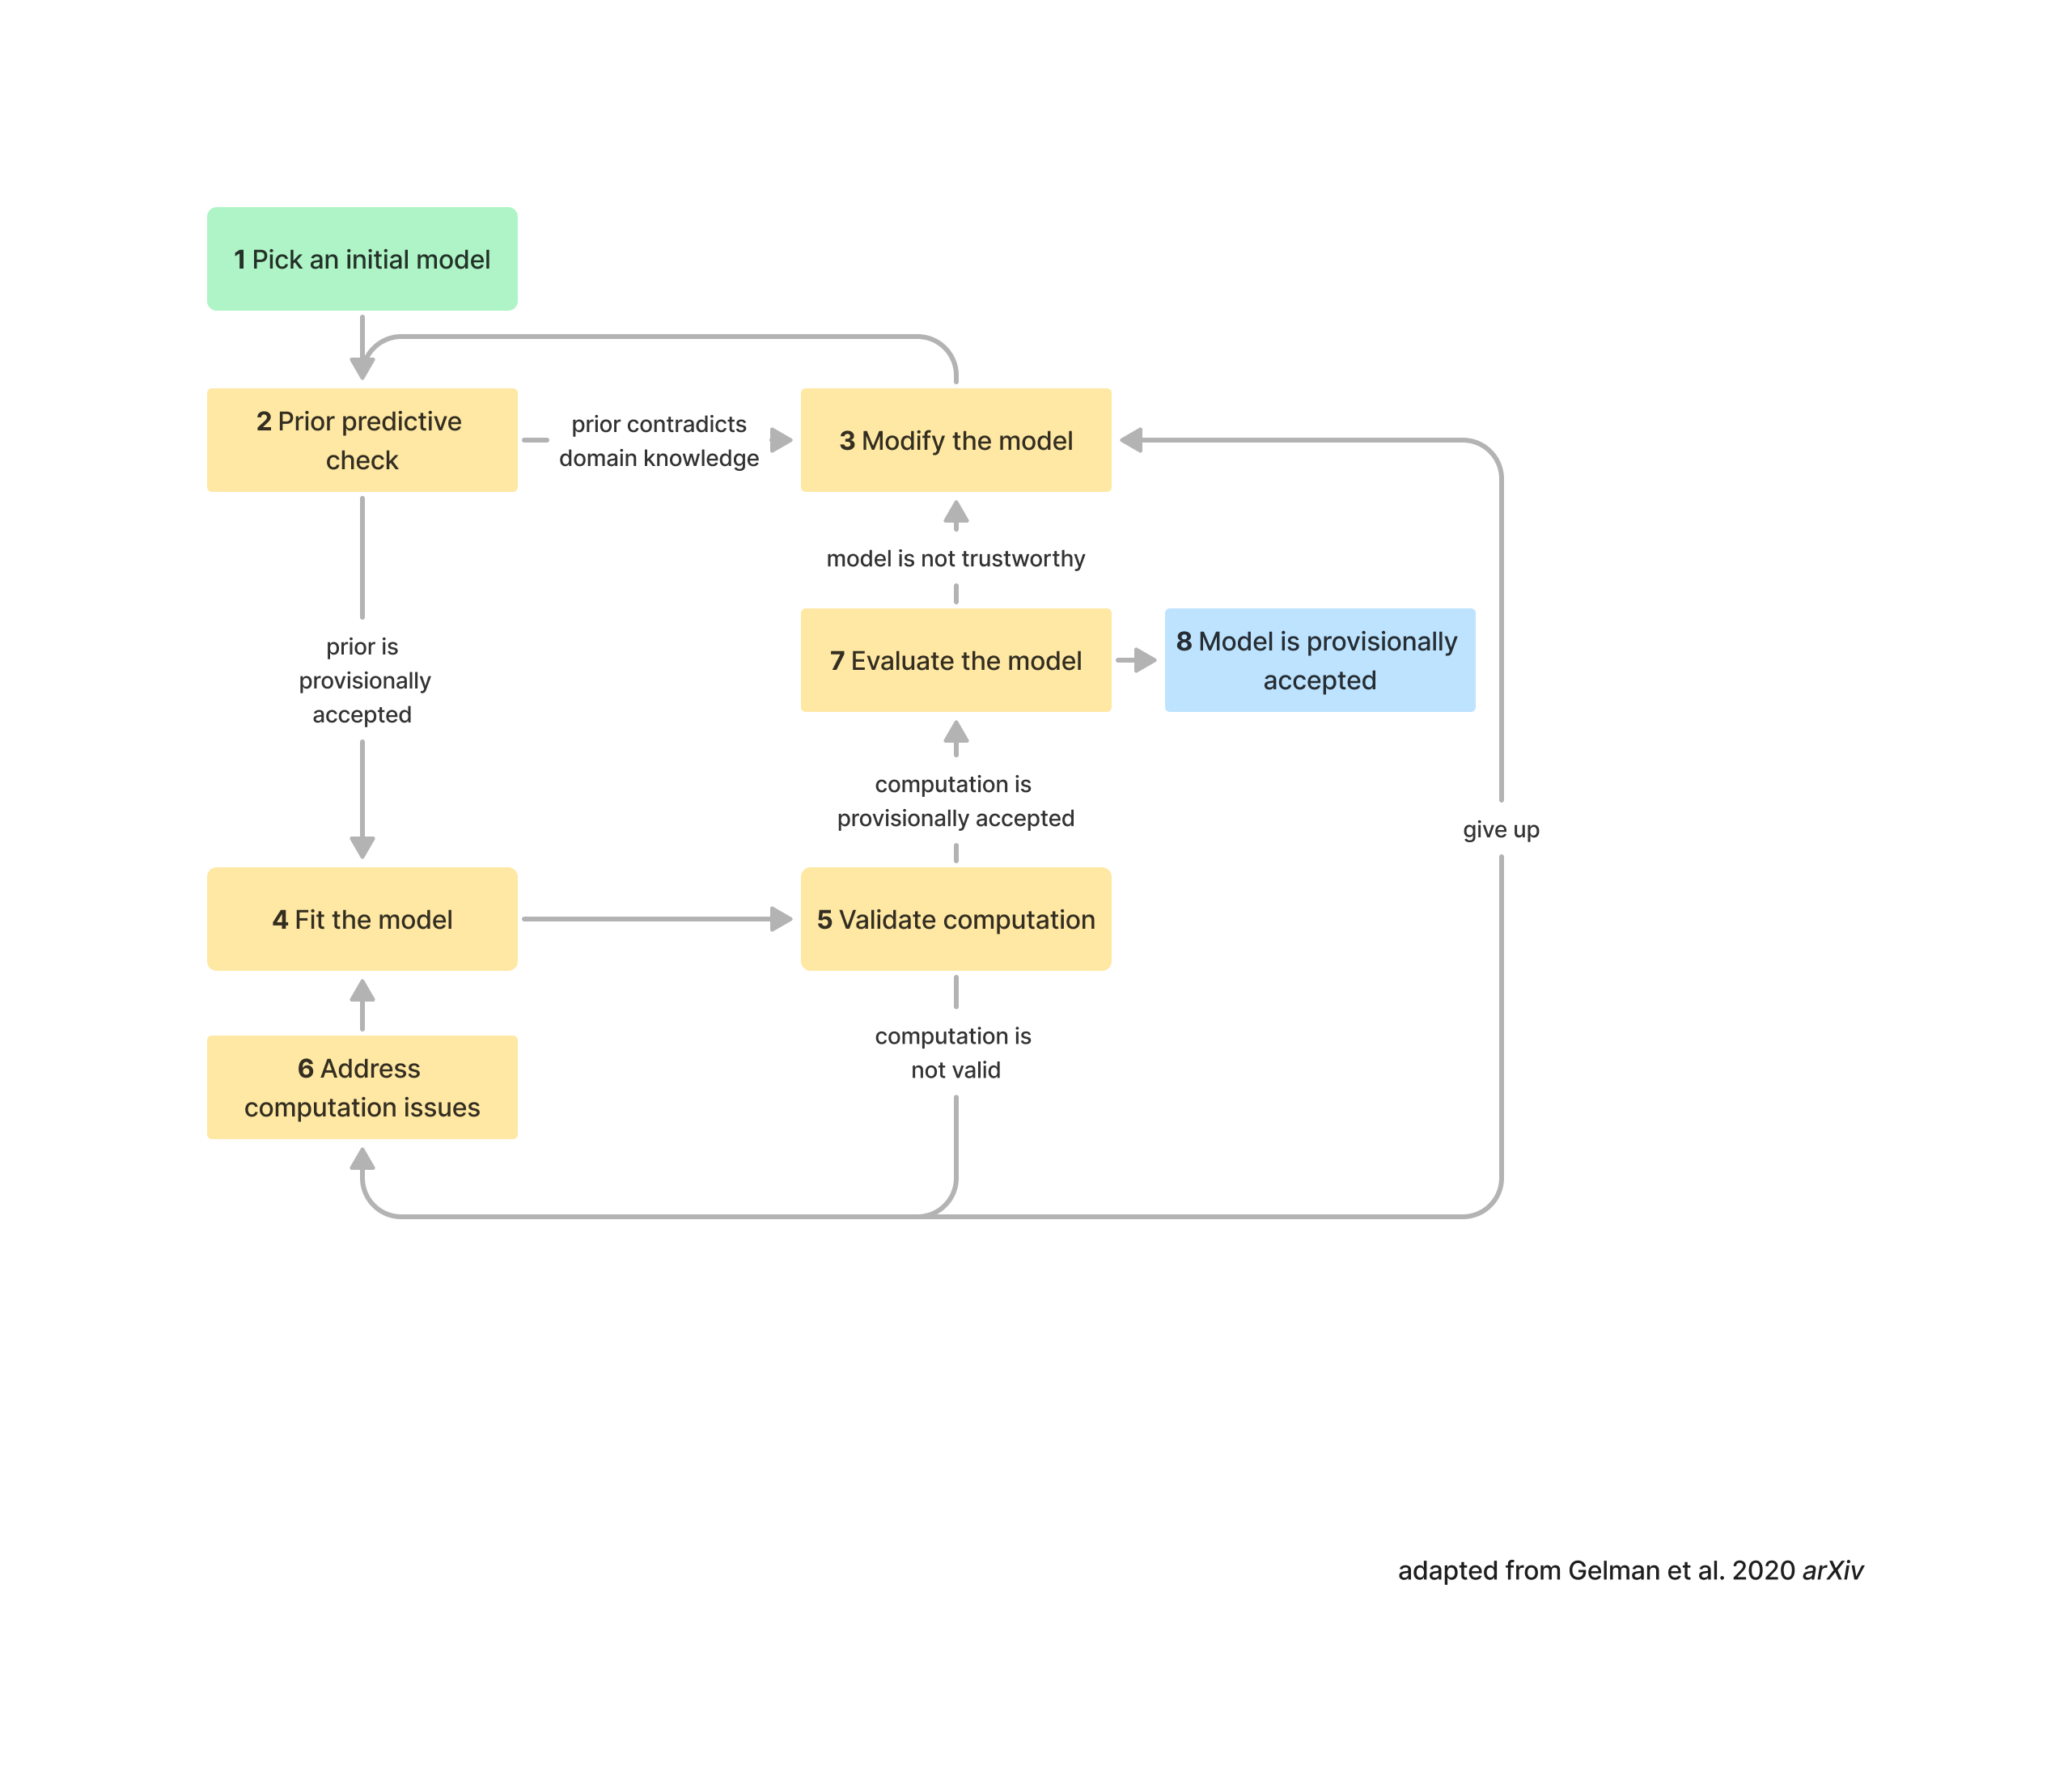 1 Pick an initial model
2 Prior predictive
check
prior contradicts
domain knowledge
3 Modify the model
model is not trustworthy
prior is
provisionally
accepted
7 Evaluate the model
8 Model is provisionally
accepted
computation is
provisionally accepted
give up
4 Fit the model
5 Validate computation
computation is
not valid
6 Address
computation issues
adapted from Gelman et al. 2020 arXiv